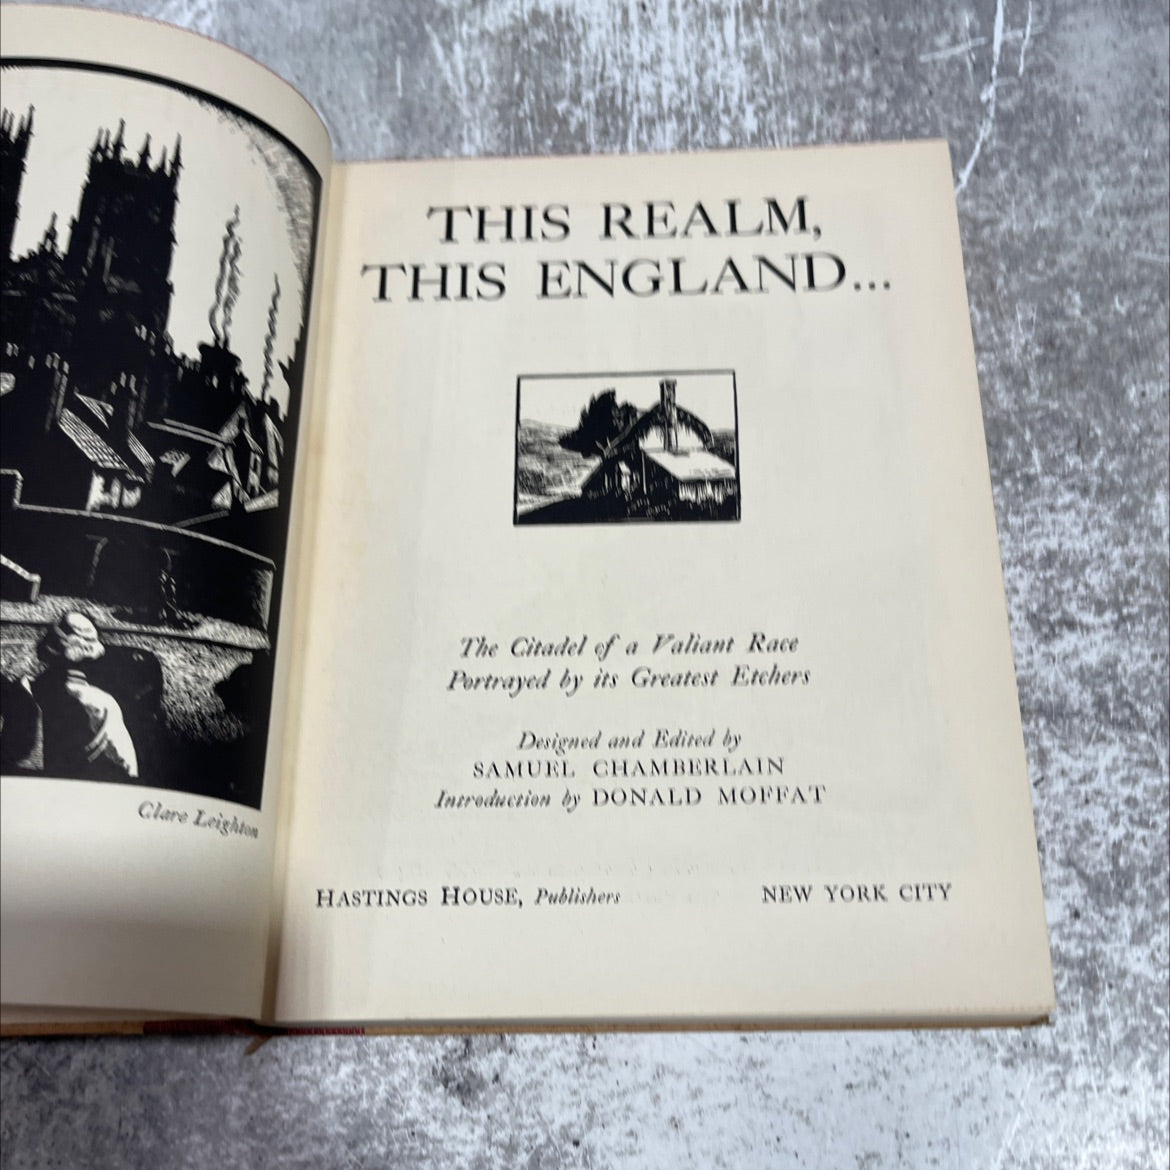 Clare Leighton
THIS REALM,
THIS ENGLAND...
The Citadel of a Valiant Race
Portrayed by its Greatest Etchers
Designed and Edited by
SAMUEL CHAMBERLAIN
Introduction by DONALD MOFFAT
HASTINGS HOUSE, Publishers NEW YORK CITY